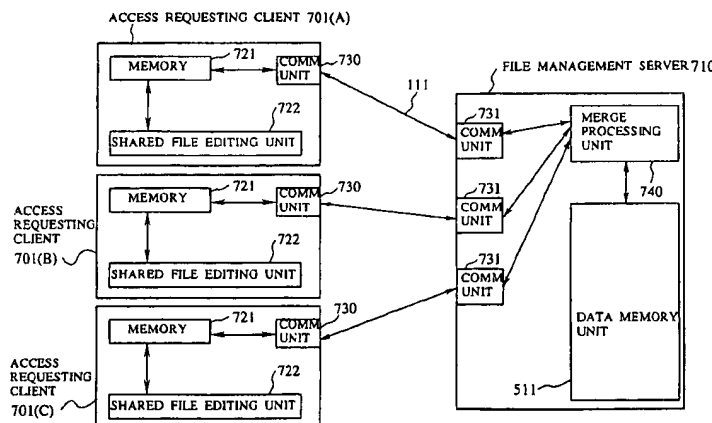 ACCESS REQUESTING CLIENT 701(A)
MEMORY
721
COMM
UNIT
730
722
SHARED FILE EDITING UNIT
111
ACCESS
REQUESTING
CLIENT
701(B)
MEMORY
721
COMM
UNIT
730
722
SHARED FILE EDITING UNIT
ACCESS
REQUESTING
CLIENT
701(C)
MEMORY
721
COMM
UNIT
730
722
SHARED FILE EDITING UNIT
FILE MANAGEMENT SERVER 710
731
COMM
UNIT
731
COMM
UNIT
731
COMM
UNIT
MERGE
PROCESSING
UNIT
740
DATA MEMORY
UNIT
511